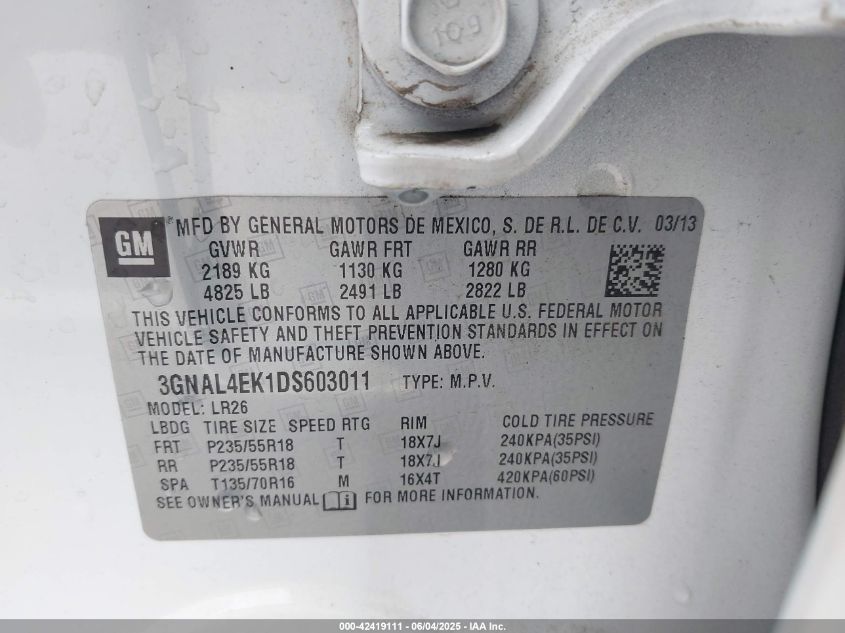 10.9
GM
® MFD BY GENERAL MOTORS DE MEXICO, S. DE R.L. DE C.V. 03/13
GVWR GAWR FRT GAWR RR
2189 KG 1130 KG 1280 KG
4825 LB 2491 LB 2822 LB
THIS VEHICLE CONFORMS TO ALL APPLICABLE U.S. FEDERAL MOTOR
VEHICLE SAFETY AND THEFT PREVENTION STANDARDS IN EFFECT ON
THE DATE OF MANUFACTURE SHOWN ABOVE.
3GNAL4EK1DS603011 TYPE: M.P.V.
MODEL: LR26
LBDG TIRE SIZE SPEED RTG RIM COLD TIRE PRESSURE
FRT P235/55R18 T 18X7J 240KPA(35PSI)
RR P235/55R18 T 18X7J 240KPA(35PSI)
SPA T135/70R16 M 16X4T 420KPA(60PSI)
SEE OWNER'S MANUAL i FOR MORE INFORMATION.
000-42419111 - 06/04/2025 - IAA Inc.